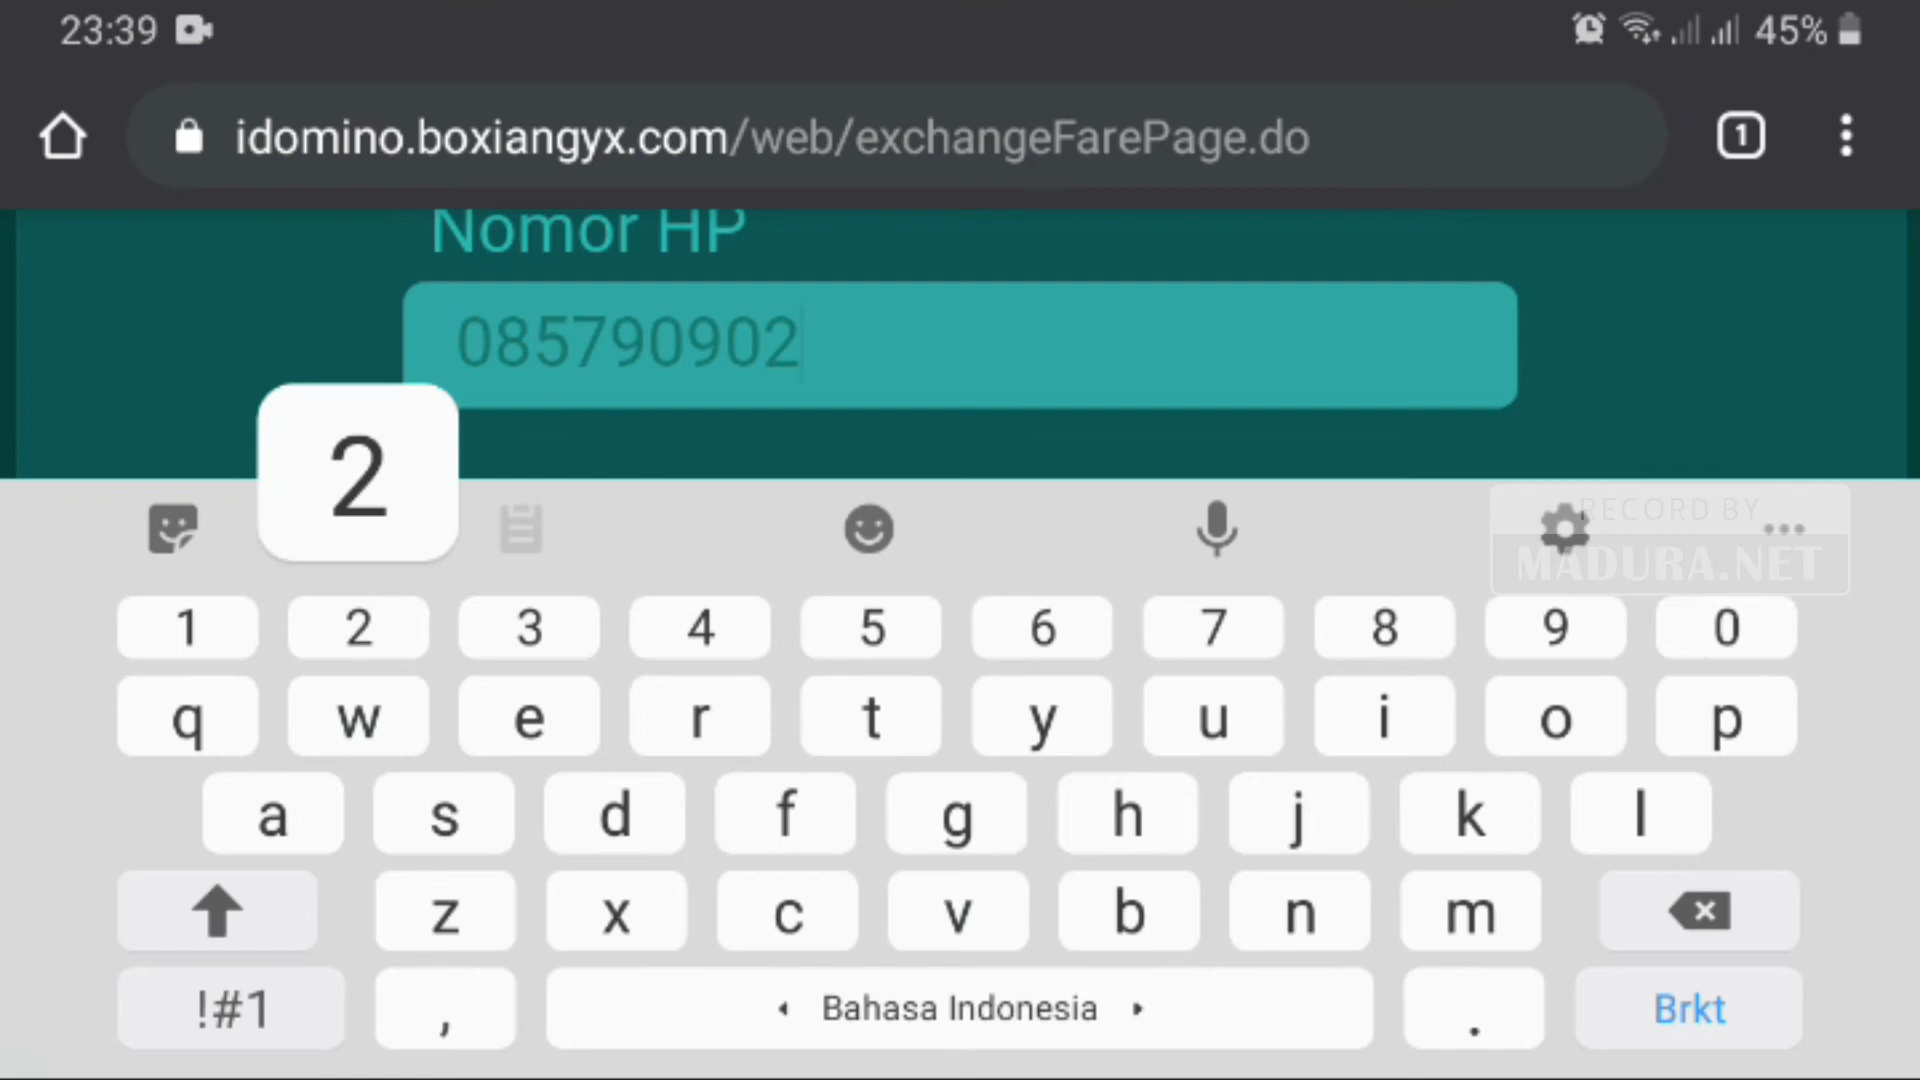 23:39 45%
idomino.boxiangyx.com/web/exchangeFarePage.do 1
Nomor HP
085790902
2
RECORD BY
MADURA.NET
1 2 3 4 5 6 7 8 9 0
q w e r t y u i o p
a s d f g h j k l
z x c v b n m
!#1 , Bahasa Indonesia . Brkt